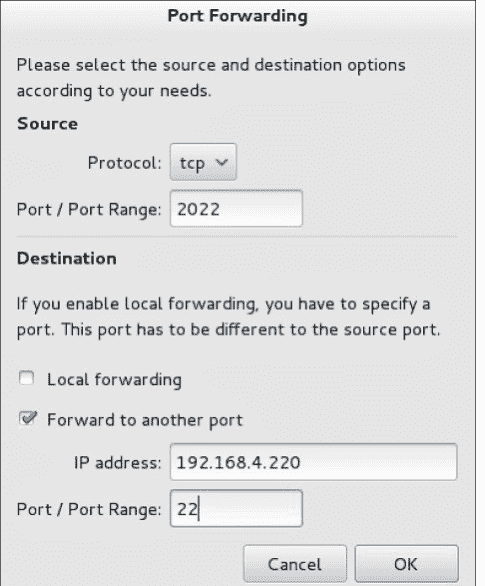 Port Forwarding
Please select the source and destination options
according to your needs.
Source
Protocol: tcp
Port / Port Range: 2022
Destination
If you enable local forwarding, you have to specify a
port. This port has to be different to the source port.
Local forwarding
Forward to another port
IP address: 192.168.4.220
Port / Port Range: 22
Cancel OK